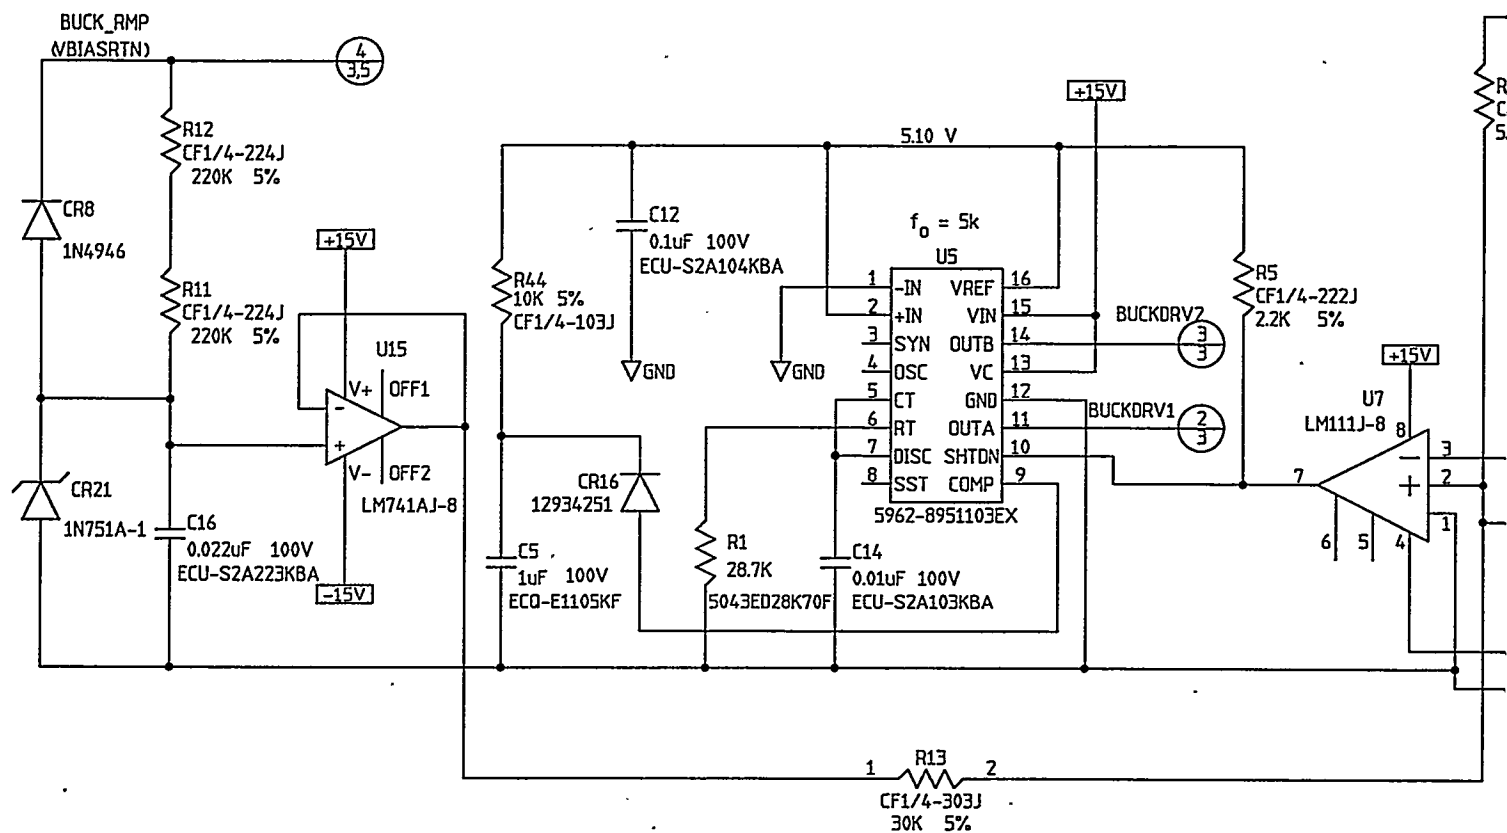 BUCK_RMP
(VBIASRTN)
4
3,5
R12
CF1/4-224J
220K 5%
CR8
1N4946
R11
CF1/4-224J
220K 5%
+15V
U15
V+
OFF1
-
+
V-
OFF2
LM741AJ-8
-15V
CR21
1N751A-1
C16
0.022uF 100V
ECU-S2A223KBA
R44
10K 5%
CF1/4-103J
C12
0.1uF 100V
ECU-S2A104KBA
GND
GND
5.10 V
+15V
fo = 5k
U5
1 -IN VREF 16
2 +IN VIN 15
3 SYN OUTB 14
4 OSC VC 13
5 CT GND 12
6 RT OUTA 11
7 DISC SHTDN 10
8 SST COMP 9
5962-8951103EX
BUCKDRV2
3
3
BUCKDRV1
2
3
R5
CF1/4-222J
2.2K 5%
+15V
U7
LM111J-8
8
3
2
1
7
6
5
4
-
+
R
C
5.
CR16
12934251
C5
1uF 100V
ECQ-E1105KF
R1
28.7K
5043ED28K70F
C14
0.01uF 100V
ECU-S2A103KBA
1 R13 2
CF1/4-303J
30K 5%